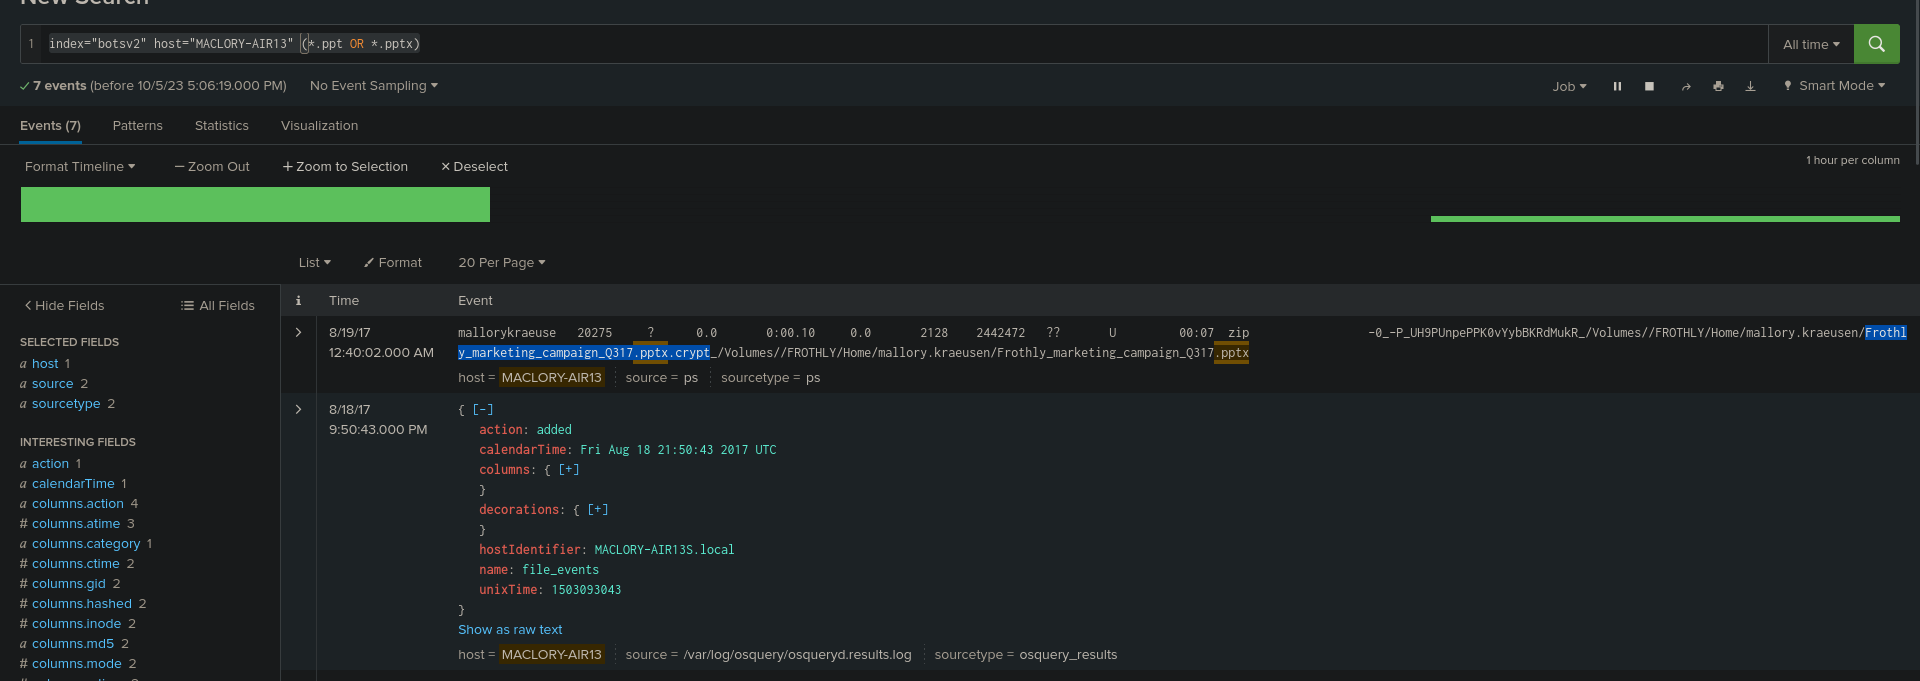 New Search
1 index="botsv2" host="MACLORY-AIR13" (*.ppt OR *.pptx)
All time
7 events (before 10/5/23 5:06:19.000 PM) No Event Sampling
Job Smart Mode
Events (7) Patterns Statistics Visualization
Format Timeline — Zoom Out + Zoom to Selection × Deselect
1 hour per column
List Format 20 Per Page
< Hide Fields All Fields
i Time Event
SELECTED FIELDS
a host 1
a source 2
a sourcetype 2
INTERESTING FIELDS
a action 1
a calendarTime 1
a columns.action 4
# columns.atime 3
a columns.category 1
# columns.ctime 2
# columns.gid 2
# columns.hashed 2
# columns.inode 2
a columns.md5 2
# columns.mode 2
> 8/19/17 mallorykraeuse 20275 ? 0.0 0:00.10 0.0 2128 2442472 ?? U 00:07 zip -0_-P_UH9PUnpePPK0vYybBKRdMukR_/Volumes//FROTHLY/Home/mallory.kraeusen/Frothl
12:40:02.000 AM y_marketing_campaign_Q317.pptx.crypt_/Volumes//FROTHLY/Home/mallory.kraeusen/Frothly_marketing_campaign_Q317.pptx
host = MACLORY-AIR13 source = ps sourcetype = ps
> 8/18/17 { [-]
9:50:43.000 PM action: added
calendarTime: Fri Aug 18 21:50:43 2017 UTC
columns: { [+]
}
decorations: { [+]
}
hostIdentifier: MACLORY-AIR13S.local
name: file_events
unixTime: 1503093043
}
Show as raw text
host = MACLORY-AIR13 source = /var/log/osquery/osqueryd.results.log sourcetype = osquery_results